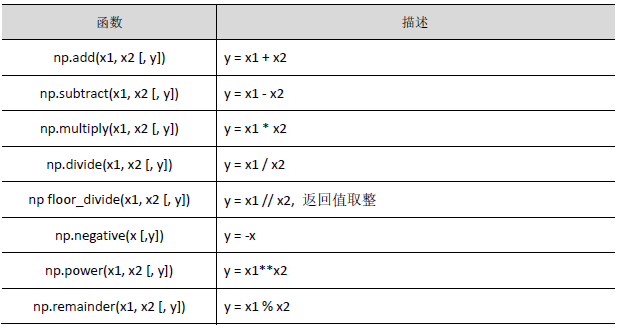 函数 描述
np.add(x1, x2 [, y]) y = x1 + x2
np.subtract(x1, x2 [, y]) y = x1 - x2
np.multiply(x1, x2 [, y]) y = x1 * x2
np.divide(x1, x2 [, y]) y = x1 / x2
np floor_divide(x1, x2 [, y]) y = x1 // x2, 返回值取整
np.negative(x [,y]) y = -x
np.power(x1, x2 [, y]) y = x1**x2
np.remainder(x1, x2 [, y]) y = x1 % x2